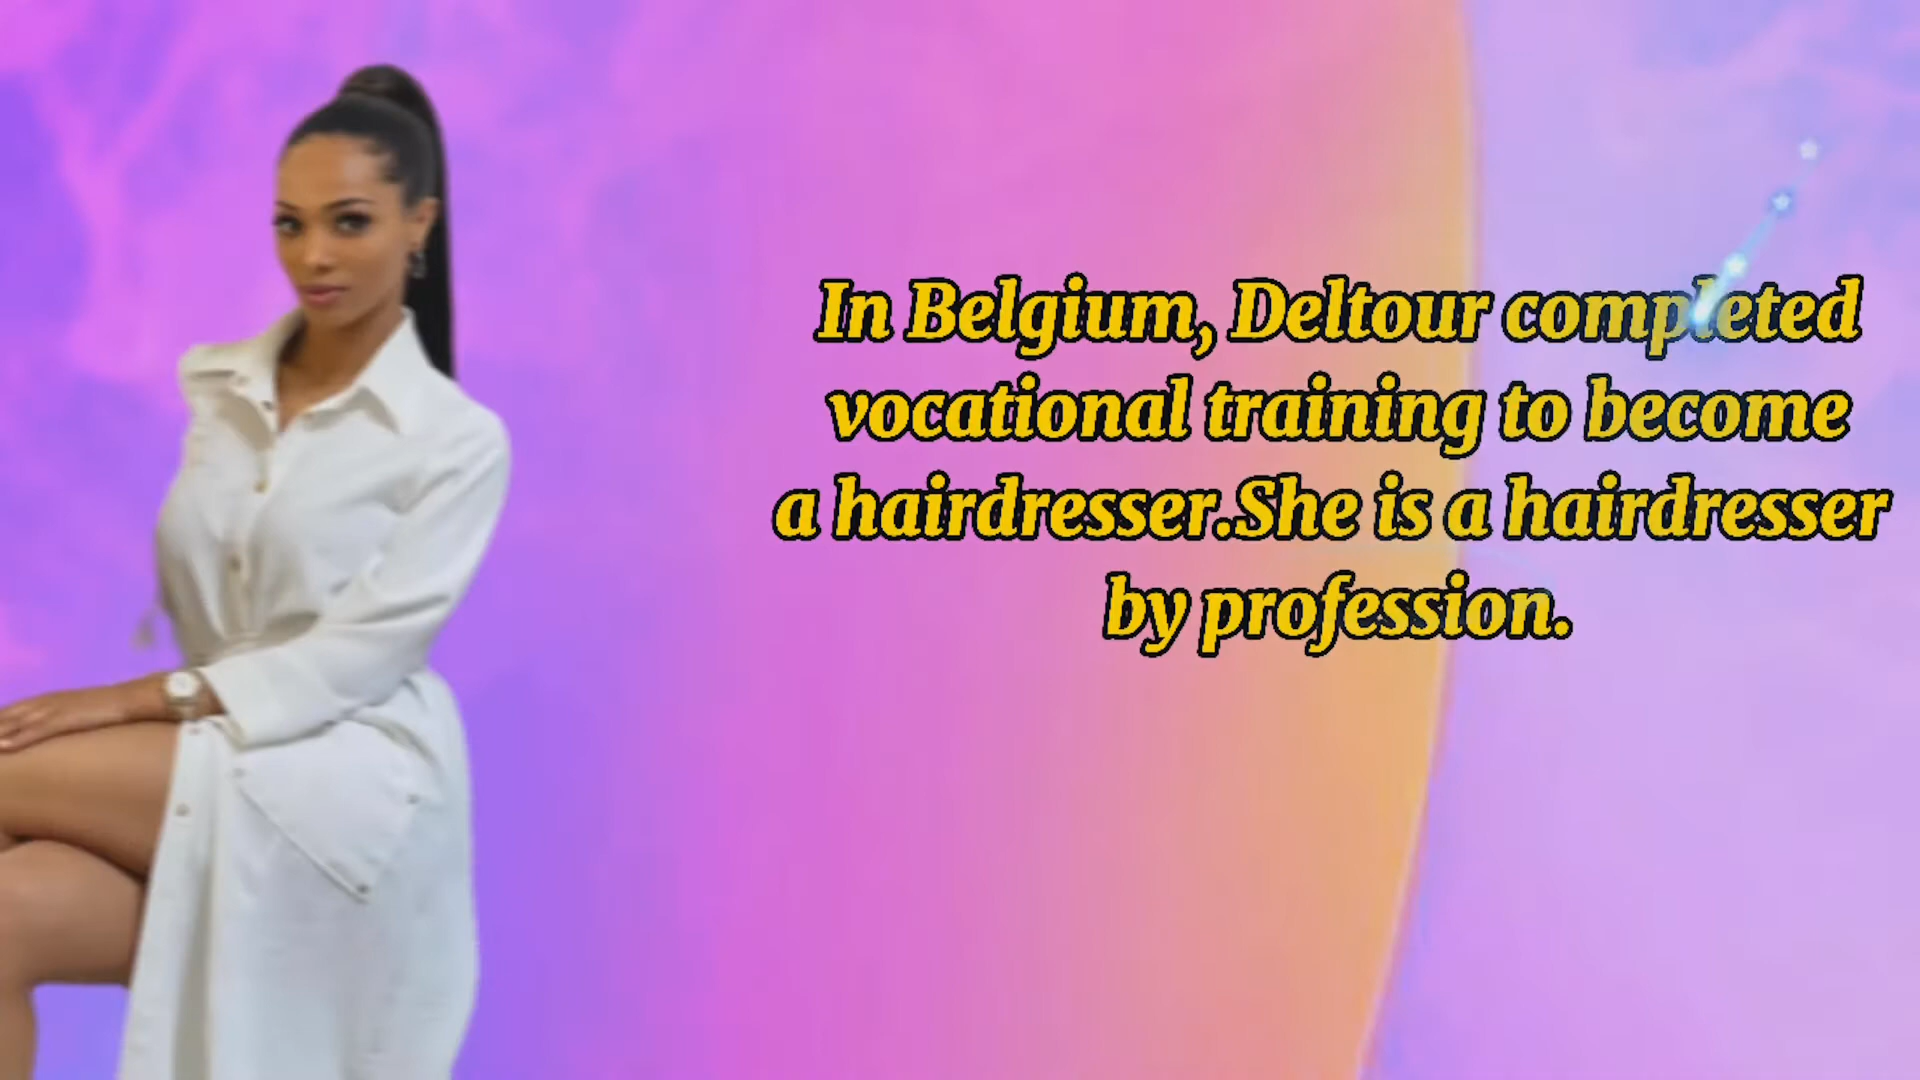 In Belgium, Deltour completed
vocational training to become
a hairdresser.She is a hairdresser
by profession.